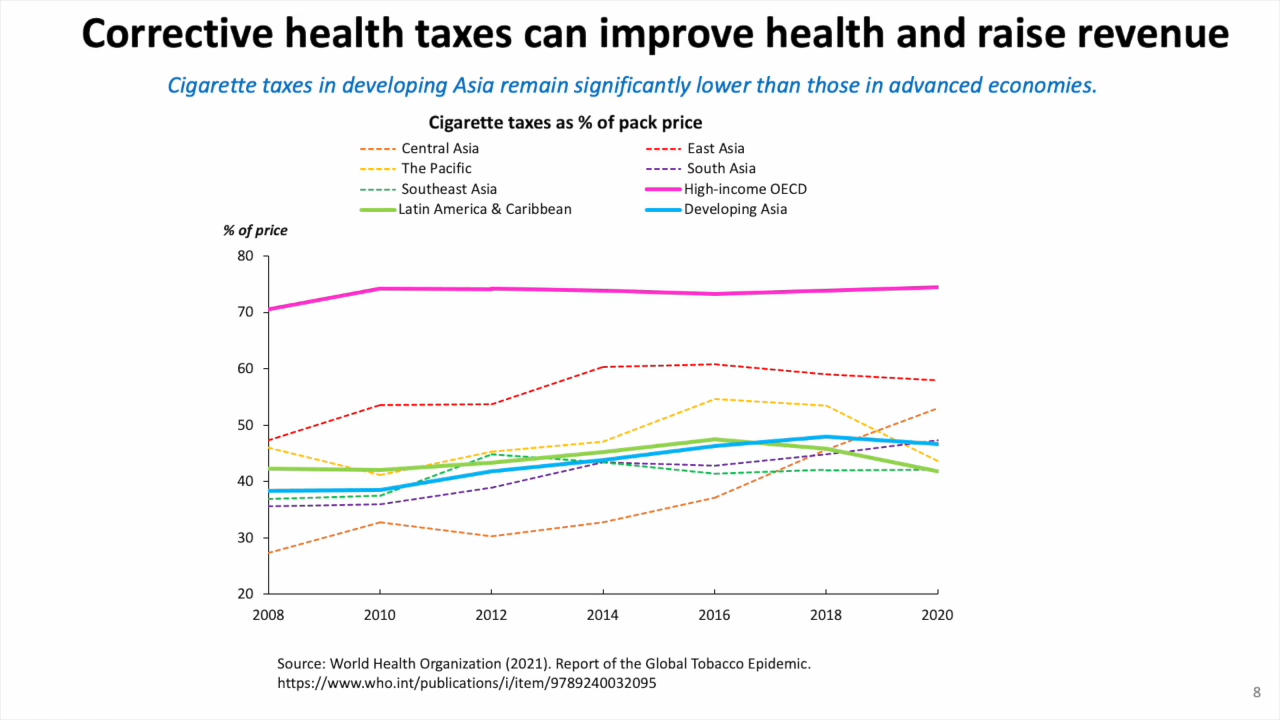 Corrective health taxes can improve health and raise revenue
Cigarette taxes in developing Asia remain significantly lower than those in advanced economies.
Cigarette taxes as % of pack price
Central Asia
East Asia
The Pacific
South Asia
Southeast Asia
High-income OECD
Latin America & Caribbean
Developing Asia
% of price
80
70
60
50
40
30
20
2008 2010 2012 2014 2016 2018 2020
Source: World Health Organization (2021). Report of the Global Tobacco Epidemic.
https://www.who.int/publications/i/item/9789240032095
8